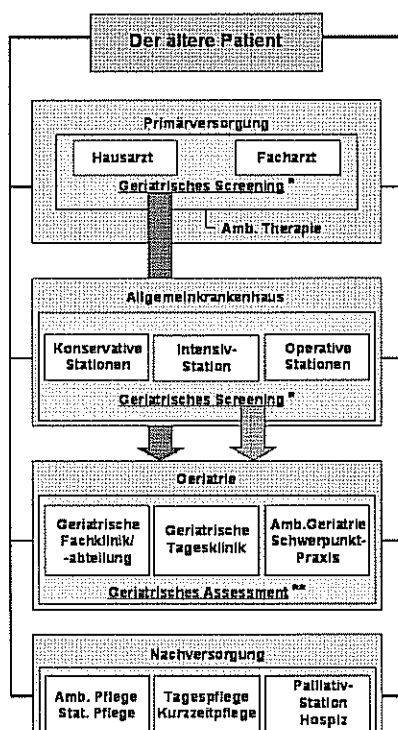 Der ältere Patient
Primärversorgung
Hausarzt
Facharzt
Geriatrisches Screening *
Amb. Therapie
Allgemeinkrankenhaus
Konservative
Stationen
Intensiv-
Station
Operative
Stationen
Geriatrisches Screening *
Geriatrie
Geriatrische
Fachklinik/
-abteilung
Geriatrische
Tagesklinik
Amb.Geriatrie
Schwerpunkt-
Praxis
Geriatrisches Assessment **
Nachversorgung
Amb. Pflege
Stat. Pflege
Tagespflege
Kurzzeitpflege
Palliativ-
Station
Hospiz